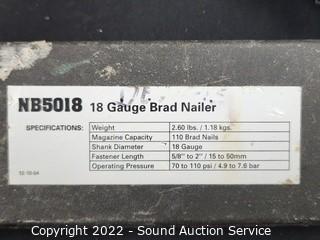 NB5018 18 Gauge Brad Nailer
SPECIFICATIONS:
Weight 2.60 lbs. / 1.18 kgs.
Magazine Capacity 110 Brad Nails
Shank Diameter 18 Gauge
Fastener Length 5/8" to 2" / 15 to 50mm
Operating Pressure 70 to 110 psi / 4.9 to 7.6 bar
Copyright 2022 - Sound Auction Service